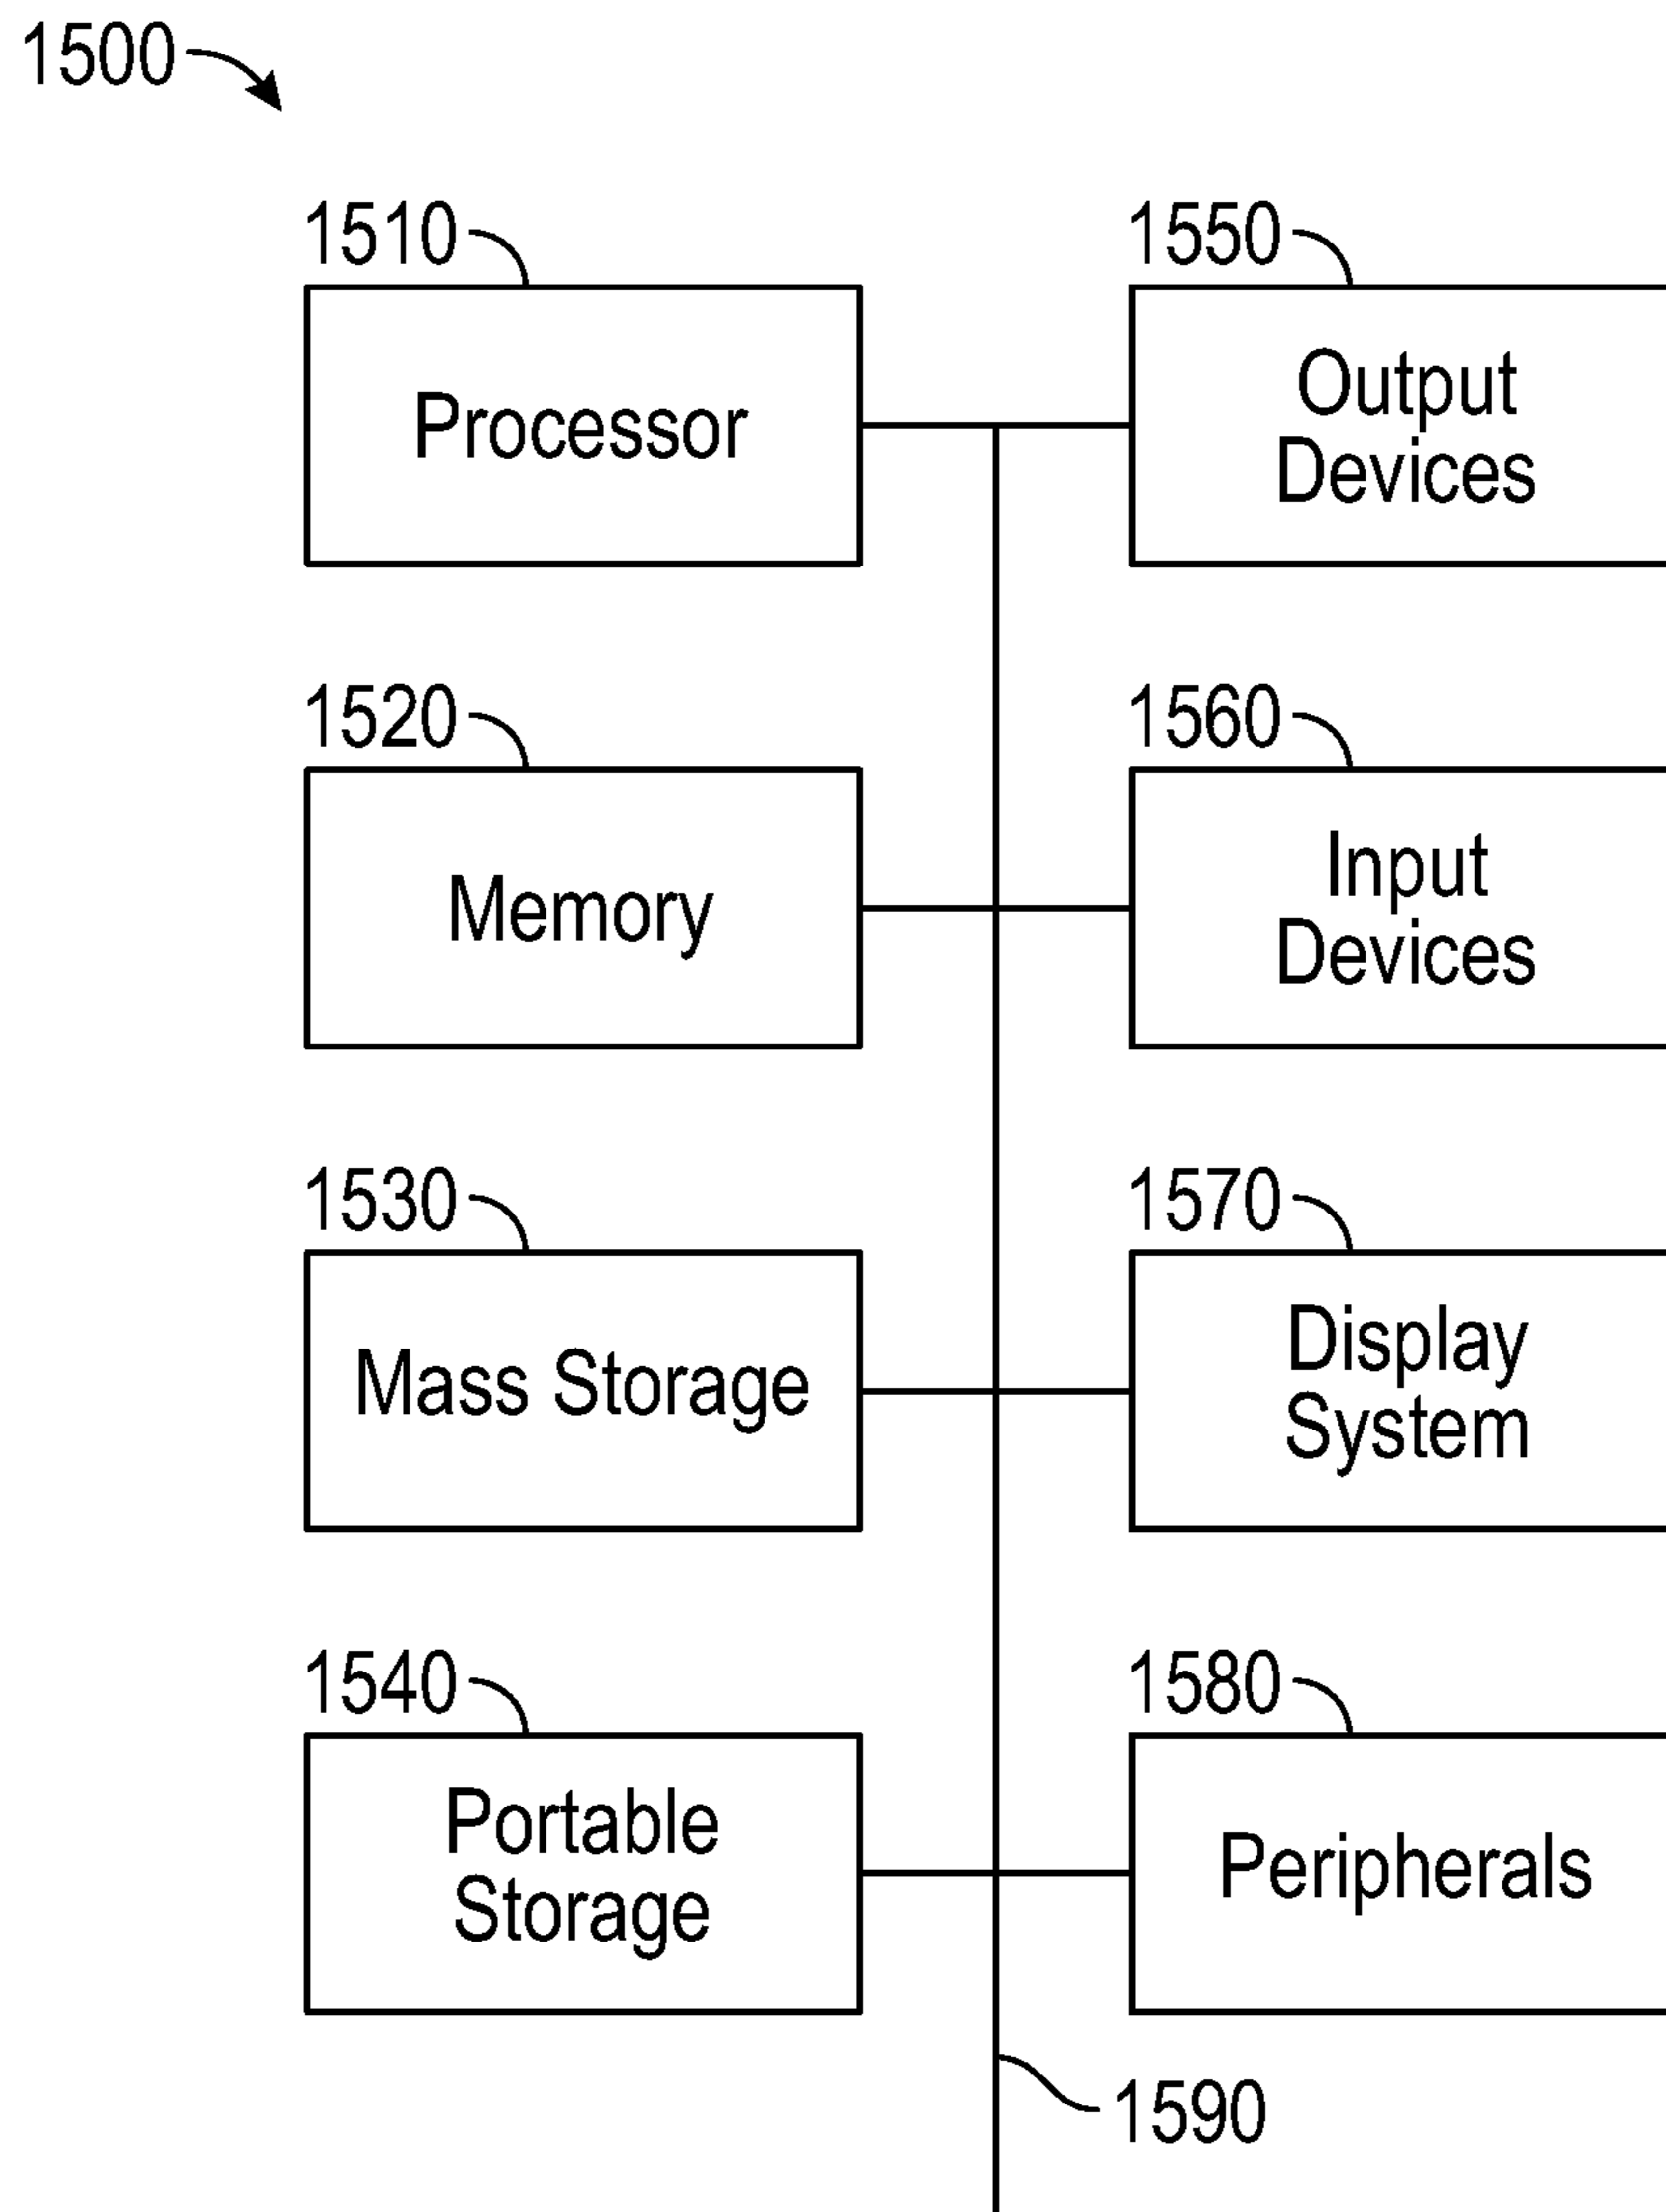 1500
1510
Processor
1550
Output
Devices
1520
Memory
1560
Input
Devices
1530
Mass Storage
1570
Display
System
1540
Portable
Storage
1580
Peripherals
1590